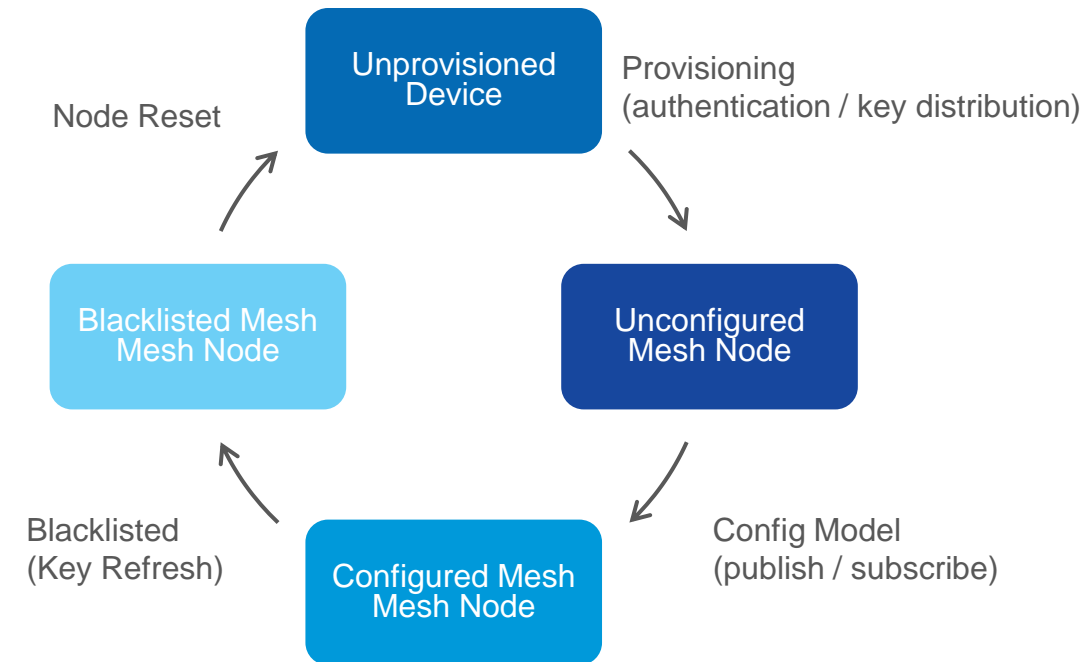 Unprovisioned
Device
Provisioning
(authentication / key distribution)
Node Reset
Blacklisted Mesh
Mesh Node
Unconfigured
Mesh Node
Blacklisted
(Key Refresh)
Config Model
(publish / subscribe)
Configured Mesh
Mesh Node